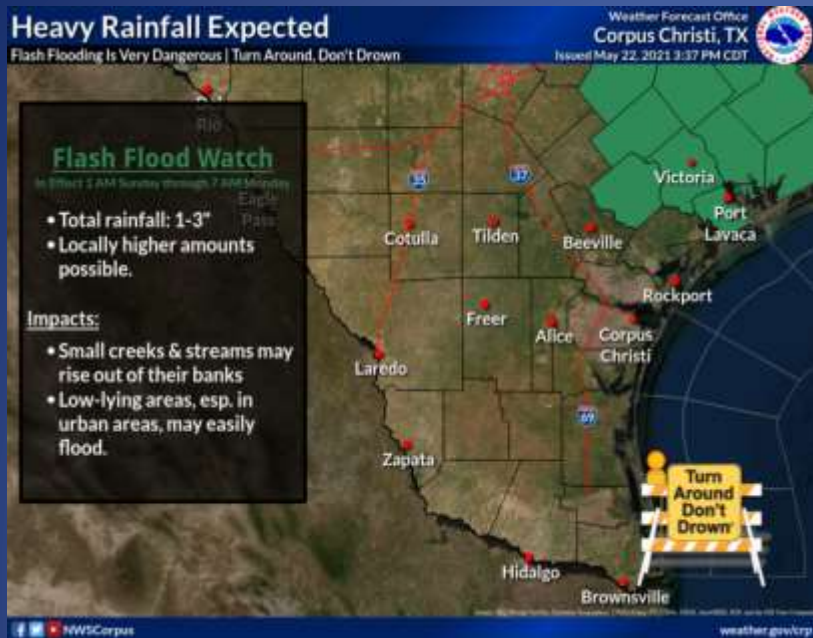 Heavy Rainfall Expected
Flash Flooding Is Very Dangerous | Turn Around, Don't Drown
Weather Forecast Office
Corpus Christi, TX
Issued May 22, 2021 3:37 PM CDT
Del
Rio
Flash Flood Watch
In Effect 1 AM Sunday through 7 AM Monday
Eagle
Pass
• Total rainfall: 1-3"
• Locally higher amounts
possible.
Impacts:
• Small creeks & streams may
rise out of their banks
• Low-lying areas, esp. in
urban areas, may easily
flood.
35
37
Victoria
Port
Lavaca
Cotulla
Tilden
Beeville
Rockport
Freer
Alice
Corpus
Christi
Laredo
69
Zapata
Turn
Around
Don't
Drown
Hidalgo
Brownsville
NWSCorpus
weather.gov/crp